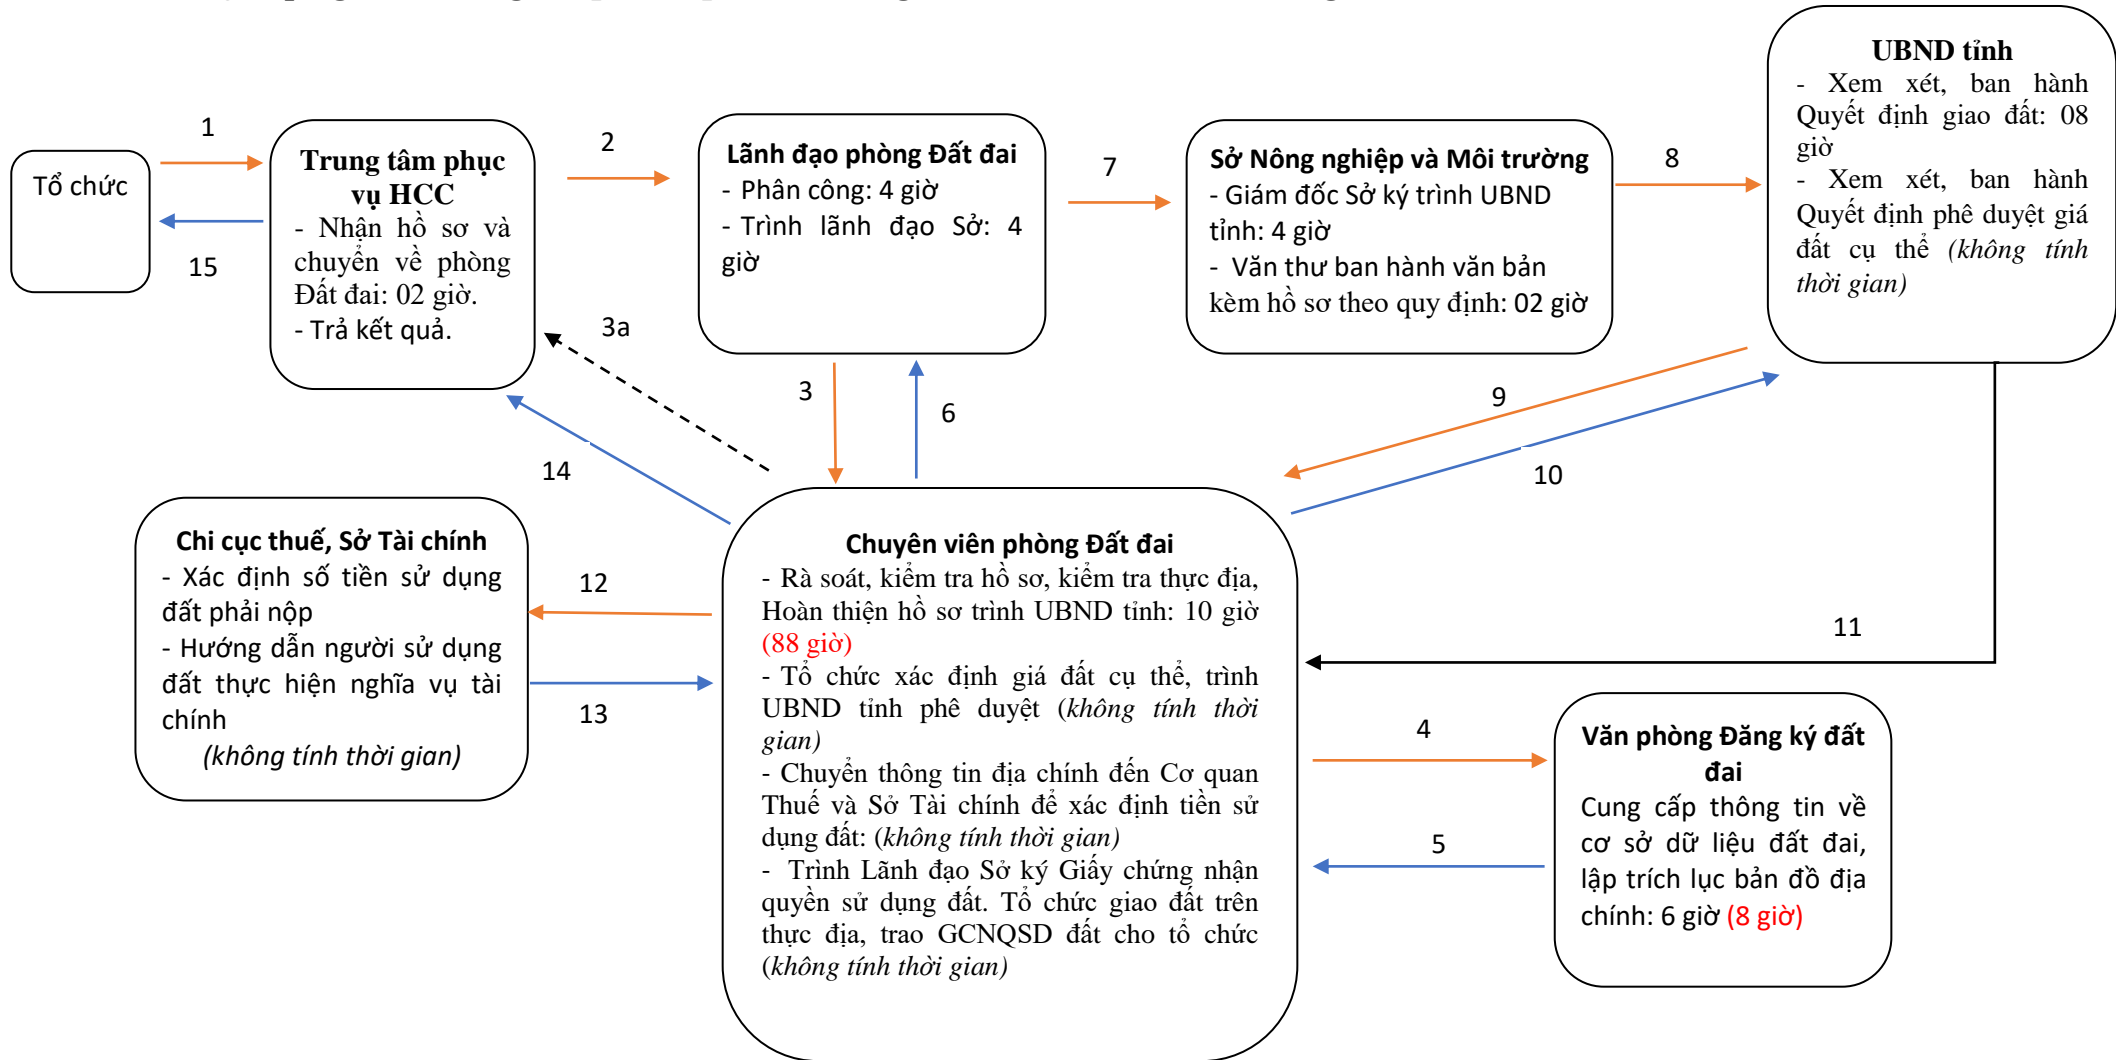 1
Tổ chức
15
Trung tâm phục
vụ HCC
- Nhận hồ sơ và
chuyển về phòng
Đất đai: 02 giờ.
- Trả kết quả.
2
Lãnh đạo phòng Đất đai
- Phân công: 4 giờ
- Trình lãnh đạo Sở: 4
giờ
7
Sở Nông nghiệp và Môi trường
- Giám đốc Sở ký trình UBND
tỉnh: 4 giờ
- Văn thư ban hành văn bản
kèm hồ sơ theo quy định: 02 giờ
8
UBND tỉnh
- Xem xét, ban hành
Quyết định giao đất: 08
giờ
- Xem xét, ban hành
Quyết định phê duyệt giá
đất cụ thể (không tính
thời gian)
3a
3
6
9
10
14
11
Chi cục thuế, Sở Tài chính
- Xác định số tiền sử dụng
đất phải nộp
- Hướng dẫn người sử dụng
đất thực hiện nghĩa vụ tài
chính
(không tính thời gian)
12
13
Chuyên viên phòng Đất đai
- Rà soát, kiểm tra hồ sơ, kiểm tra thực địa,
Hoàn thiện hồ sơ trình UBND tỉnh: 10 giờ
(88 giờ)
- Tổ chức xác định giá đất cụ thể, trình
UBND tỉnh phê duyệt (không tính thời
gian)
- Chuyển thông tin địa chính đến Cơ quan
Thuế và Sở Tài chính để xác định tiền sử
dụng đất: (không tính thời gian)
- Trình Lãnh đạo Sở ký Giấy chứng nhận
quyền sử dụng đất. Tổ chức giao đất trên
thực địa, trao GCNQSD đất cho tổ chức
(không tính thời gian)
4
5
Văn phòng Đăng ký đất
đai
Cung cấp thông tin về
cơ sở dữ liệu đất đai,
lập trích lục bản đồ địa
chính: 6 giờ (8 giờ)